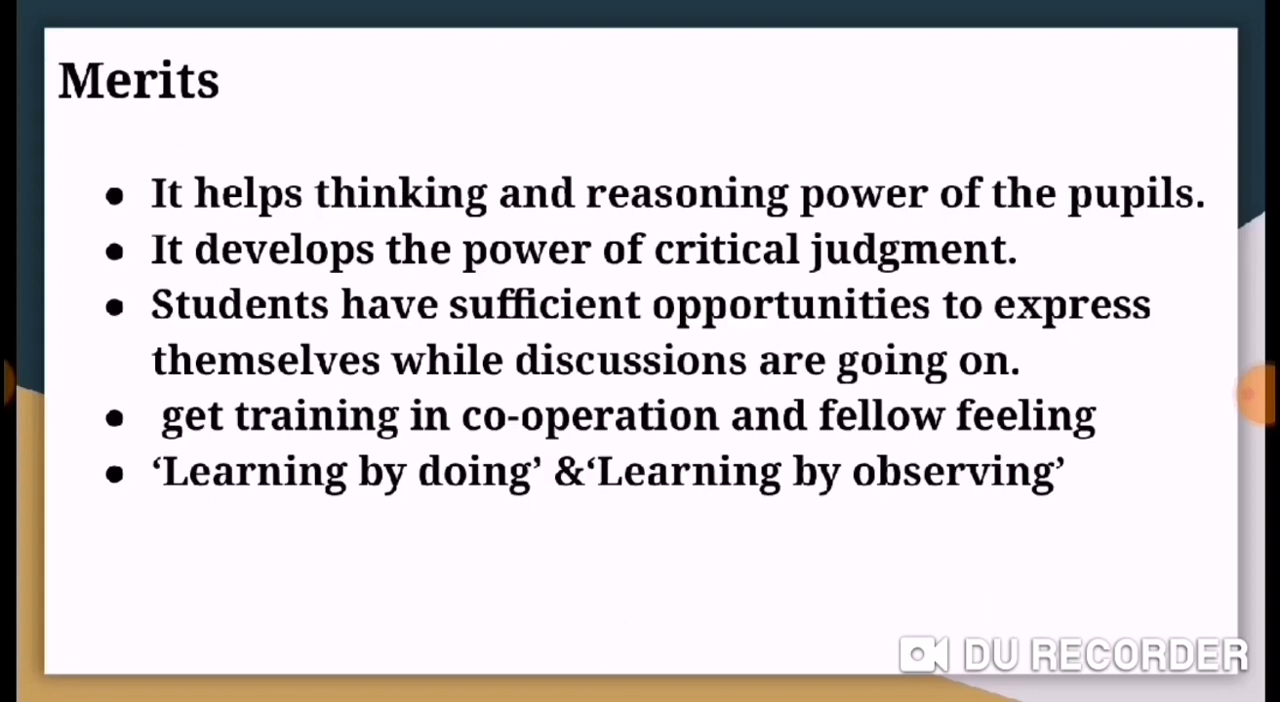 Merits
• It helps thinking and reasoning power of the pupils.
• It develops the power of critical judgment.
• Students have sufficient opportunities to express
themselves while discussions are going on.
• get training in co-operation and fellow feeling
• ‘Learning by doing’ &‘Learning by observing’
DU RECORDER